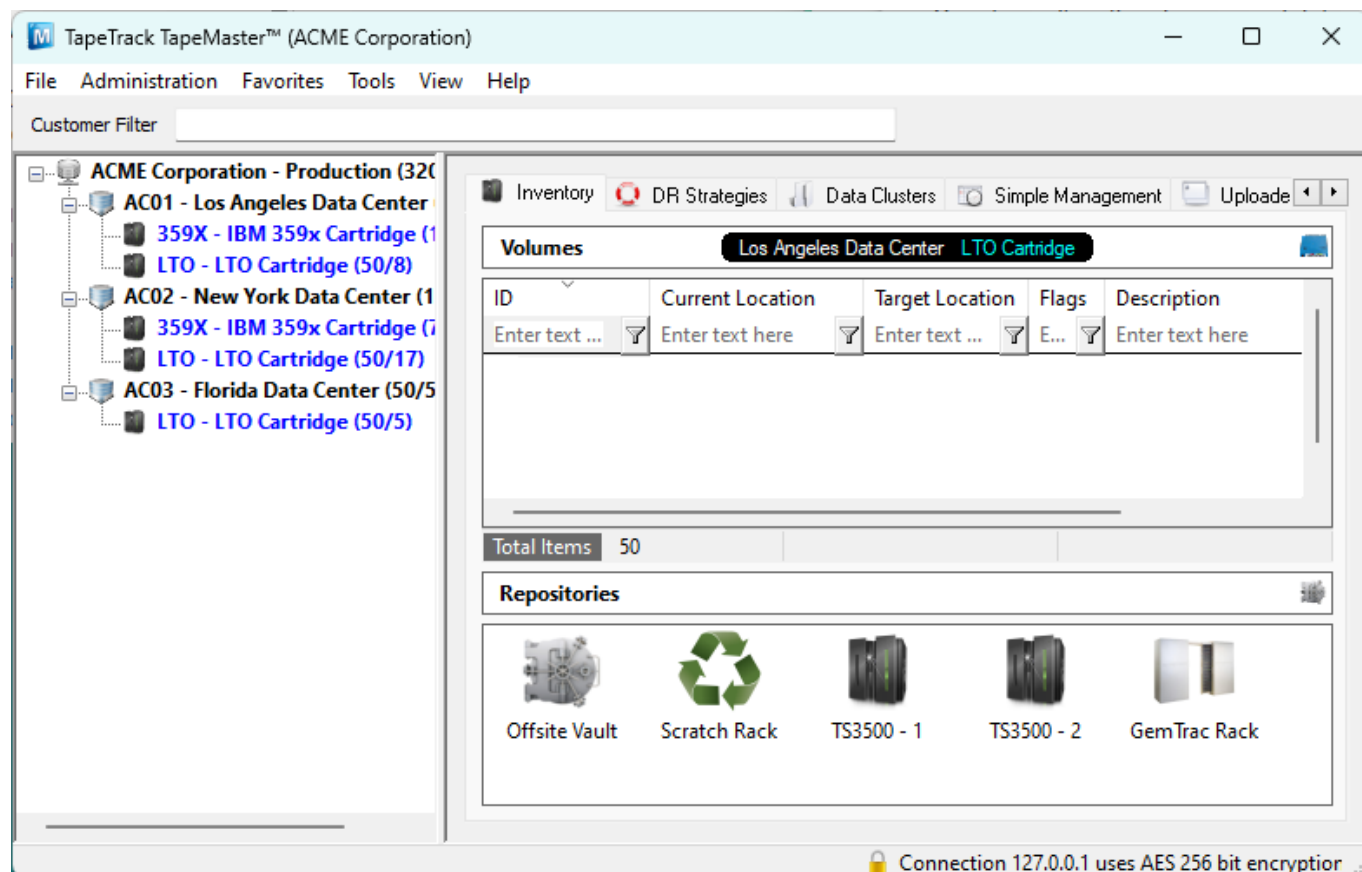 TapeTrack TapeMaster™ (ACME Corporation)
File Administration Favorites Tools View Help
Customer Filter
ACME Corporation - Production (320
AC01 - Los Angeles Data Center
359X - IBM 359x Cartridge (1
LTO - LTO Cartridge (50/8)
AC02 - New York Data Center (1
359X - IBM 359x Cartridge (7
LTO - LTO Cartridge (50/17)
AC03 - Florida Data Center (50/5
LTO - LTO Cartridge (50/5)
Inventory DR Strategies Data Clusters Simple Management Uploade
Volumes Los Angeles Data Center LTO Cartridge
ID Current Location Target Location Flags Description
Enter text ... Enter text here Enter text ... E... Enter text here
Total Items 50
Repositories
Offsite Vault Scratch Rack TS3500 - 1 TS3500 - 2 GemTrac Rack
Connection 127.0.0.1 uses AES 256 bit encryption